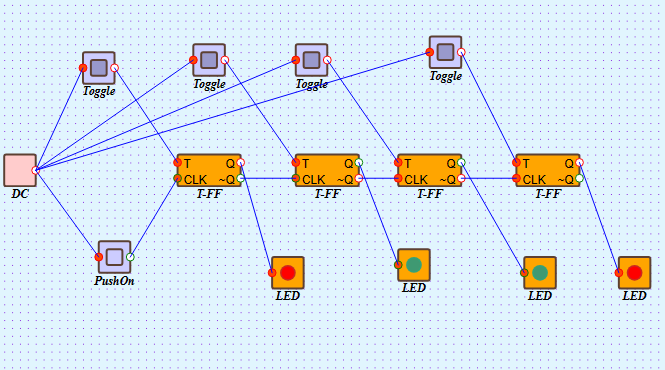 Toggle
Toggle
Toggle
Toggle
DC
T Q
CLK ~Q
T-FF
T Q
CLK ~Q
T-FF
T Q
CLK ~Q
T-FF
T Q
CLK ~Q
T-FF
PushOn
LED
LED
LED
LED